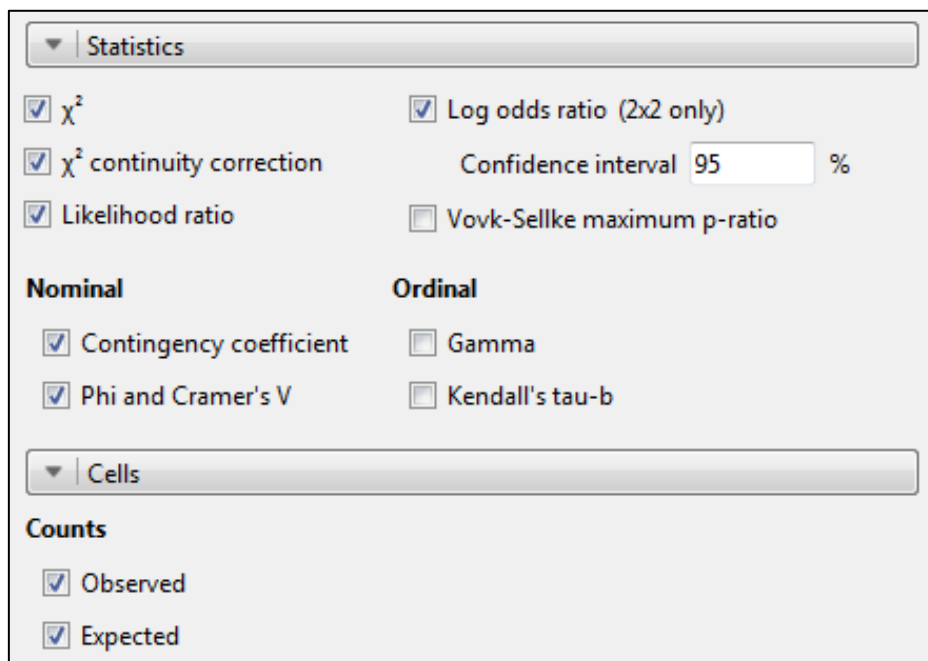 Statistics
χ² Log odds ratio (2x2 only)
χ² continuity correction Confidence interval 95 %
Likelihood ratio Vovk-Sellke maximum p-ratio
Nominal Ordinal
Contingency coefficient Gamma
Phi and Cramer's V Kendall's tau-b
Cells
Counts
Observed
Expected